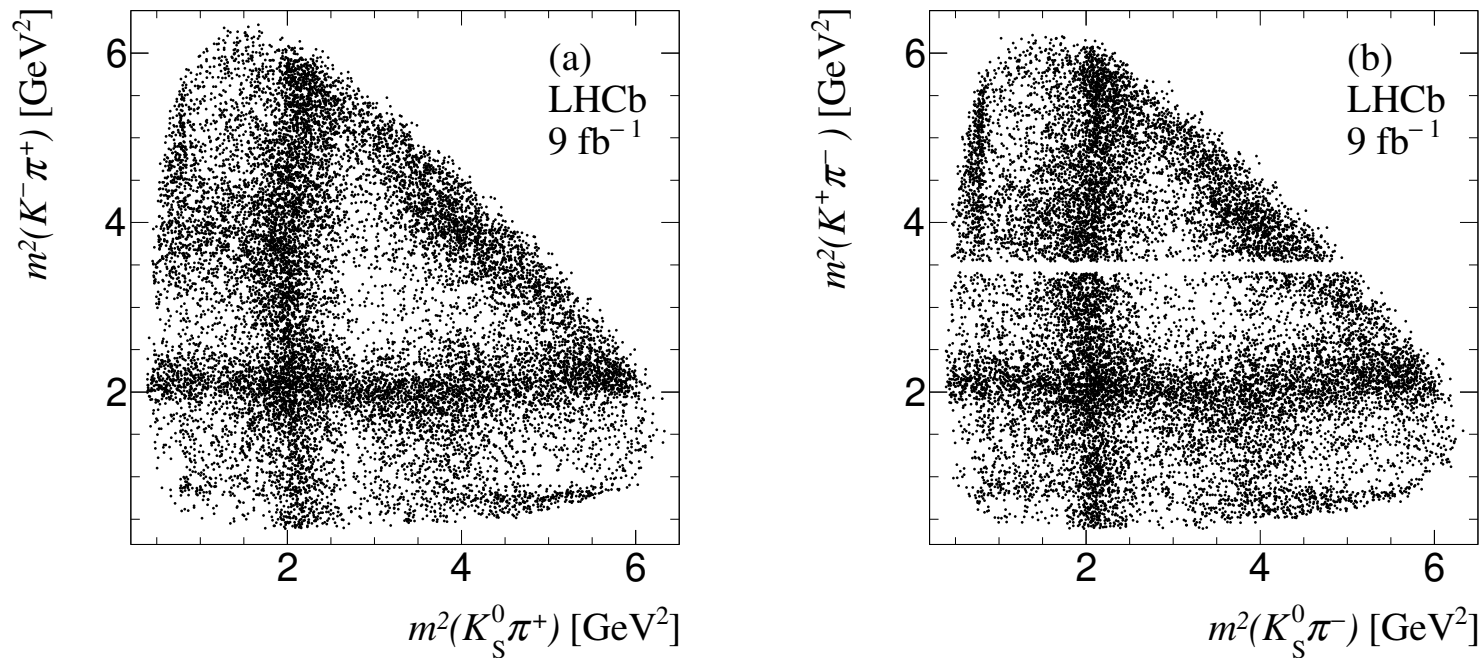 m²(K⁻π⁺) [GeV²]
6
4
2
2 4 6
m²(K⁰_Sπ⁺) [GeV²]
(a)
LHCb
9 fb⁻¹
m²(K⁺π⁻) [GeV²]
6
4
2
2 4 6
m²(K⁰_Sπ⁻) [GeV²]
(b)
LHCb
9 fb⁻¹